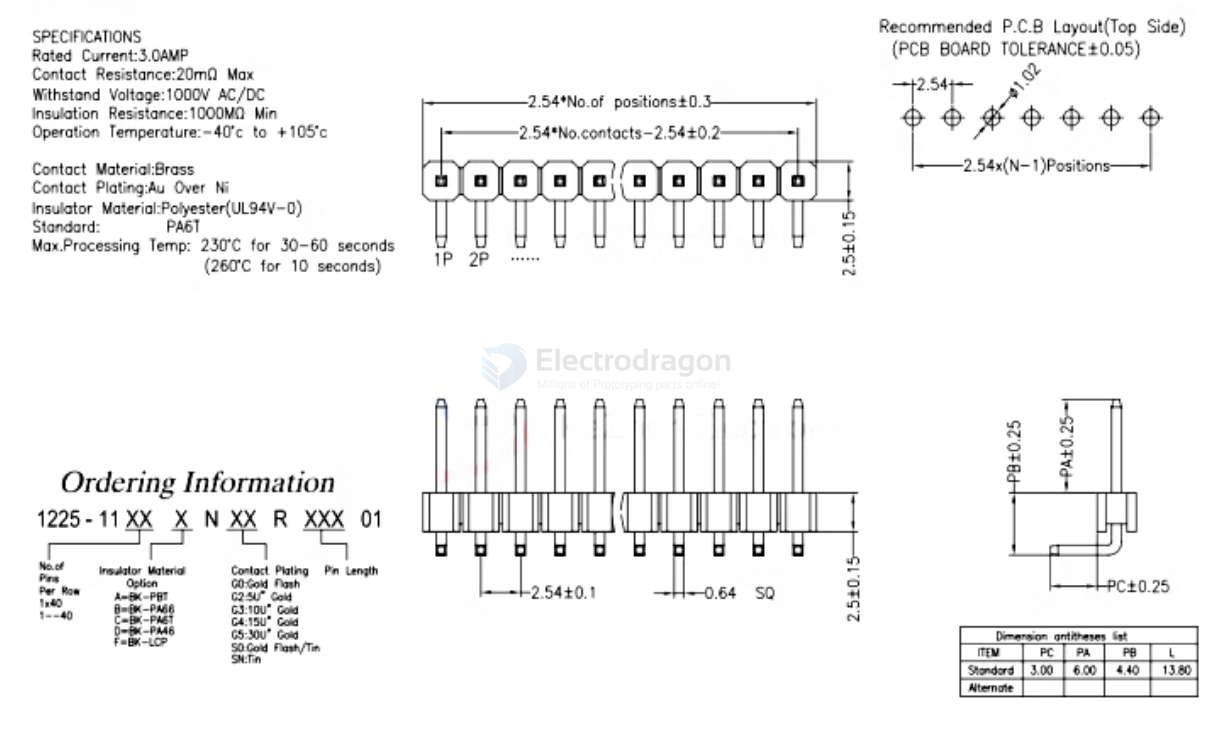 SPECIFICATIONS
Rated Current:3.0AMP
Contact Resistance:20mΩ Max
Withstand Voltage:1000V AC/DC
Insulation Resistance:1000MΩ Min
Operation Temperature:-40°c to +105°c
Contact Material:Brass
Contact Plating:Au Over Ni
Insulator Material:Polyester(UL94V-0)
Standard: PA6T
Max.Processing Temp: 230°C for 30-60 seconds
(260°C for 10 seconds)
2.54*No.of positions±0.3
2.54*No.contacts-2.54±0.2
1P 2P ......
2.5±0.15
Recommended P.C.B Layout(Top Side)
(PCB BOARD TOLERANCE±0.05)
2.54
ø1.02
2.54x(N-1)Positions
Electrodragon
Millions of Prototyping parts online!
2.54±0.1
0.64 SQ
2.5±0.15
PB±0.25
PA±0.25
PC±0.25
Ordering Information
1225-11 XX X N XX R XXX 01
No.of
Pins
Per Row
1x40
1--40
Insulator Material
Option
A=BK-PBT
B=BK-PA66
C=BK-PA6T
D=BK-PA46
F=BK-LCP
Contact Plating
G0:Gold Flash
G2:5U" Gold
G3:10U" Gold
G4:15U" Gold
G5:30U" Gold
S0:Gold Flash/Tin
SN:Tin
Pin Length
Dimension antitheses list
ITEM PC PA PB L
Standard 3.00 6.00 4.40 13.80
Alternate